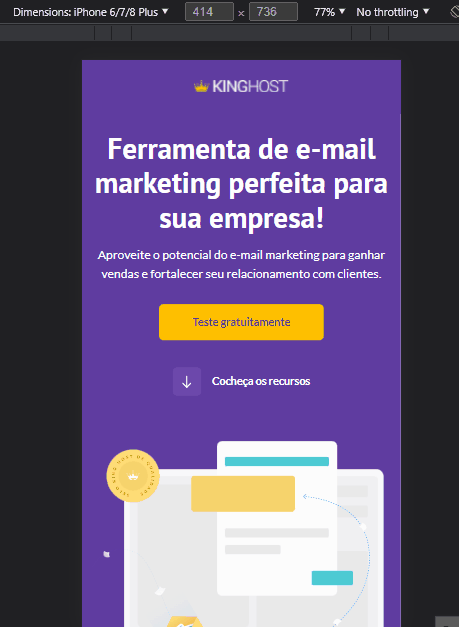 Dimensions: iPhone 6/7/8 Plus ▼ 414 x 736 77% ▼ No throttling ▼
KINGHOST
Ferramenta de e-mail
marketing perfeita para
sua empresa!
Aproveite o potencial do e-mail marketing para ganhar
vendas e fortalecer seu relacionamento com clientes.
Teste gratuitamente
Cocheça os recursos